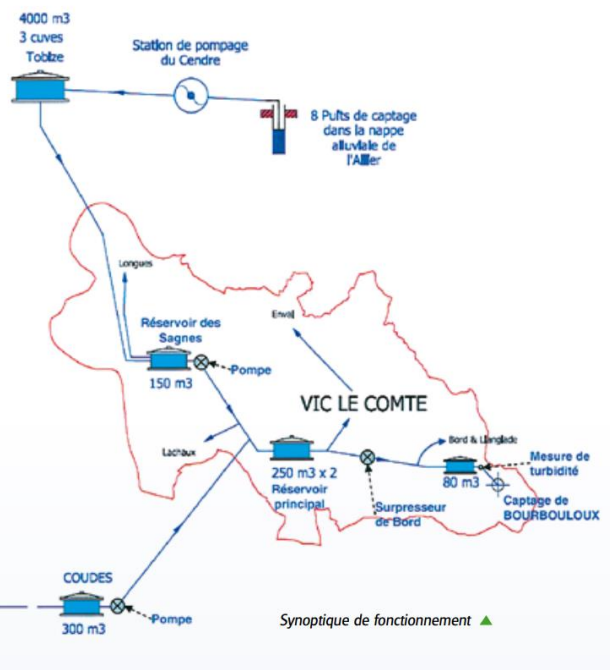 4000 m3
3 cuves
Tobize
Station de pompage
du Cendre
8 Puits de captage
dans la nappe
alluviale de
l'Allier
Longues
Enval
Réservoir des
Sagnes
Pompe
150 m3
VIC LE COMTE
Lachaux
Bord & Llanglade
250 m3 x 2
Réservoir
principal
Mesure de
turbidité
80 m3
Surpresseur
de Bord
Captage de
BOURBOULOUX
COUDES
300 m3
Pompe
Synoptique de fonctionnement